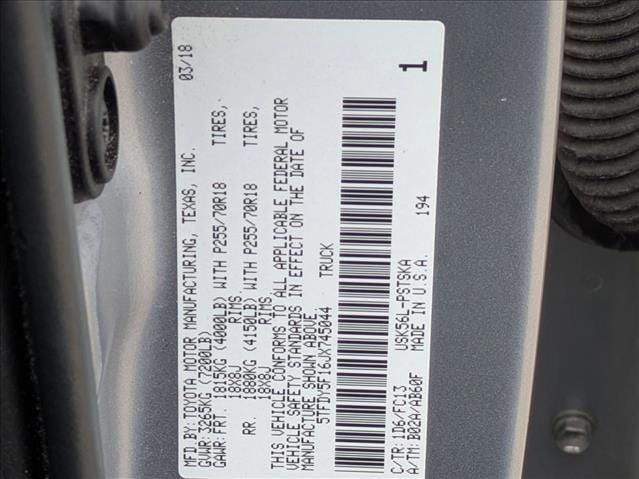 MFD.BY: TOYOTA MOTOR MANUFACTURING, TEXAS, INC. 03/18
GVWR: 3265KG (7200LB)
GAWR: FRT. 1815KG (4000LB) WITH P255/70R18 TIRES,
18X8J RIMS.
RR. 1880KG (4150LB) WITH P255/70R18 TIRES,
18X8J RIMS
THIS VEHICLE CONFORMS TO ALL APPLICABLE FEDERAL MOTOR
VEHICLE SAFETY STANDARDS IN EFFECT ON THE DATE OF
MANUFACTURE SHOWN ABOVE.
5TFDY5F16JX745044 TRUCK
1
C/TR: 1D6/FC13 USK56L-PSTSKA 194
A/TM: B02A/AB60F MADE IN U.S.A.